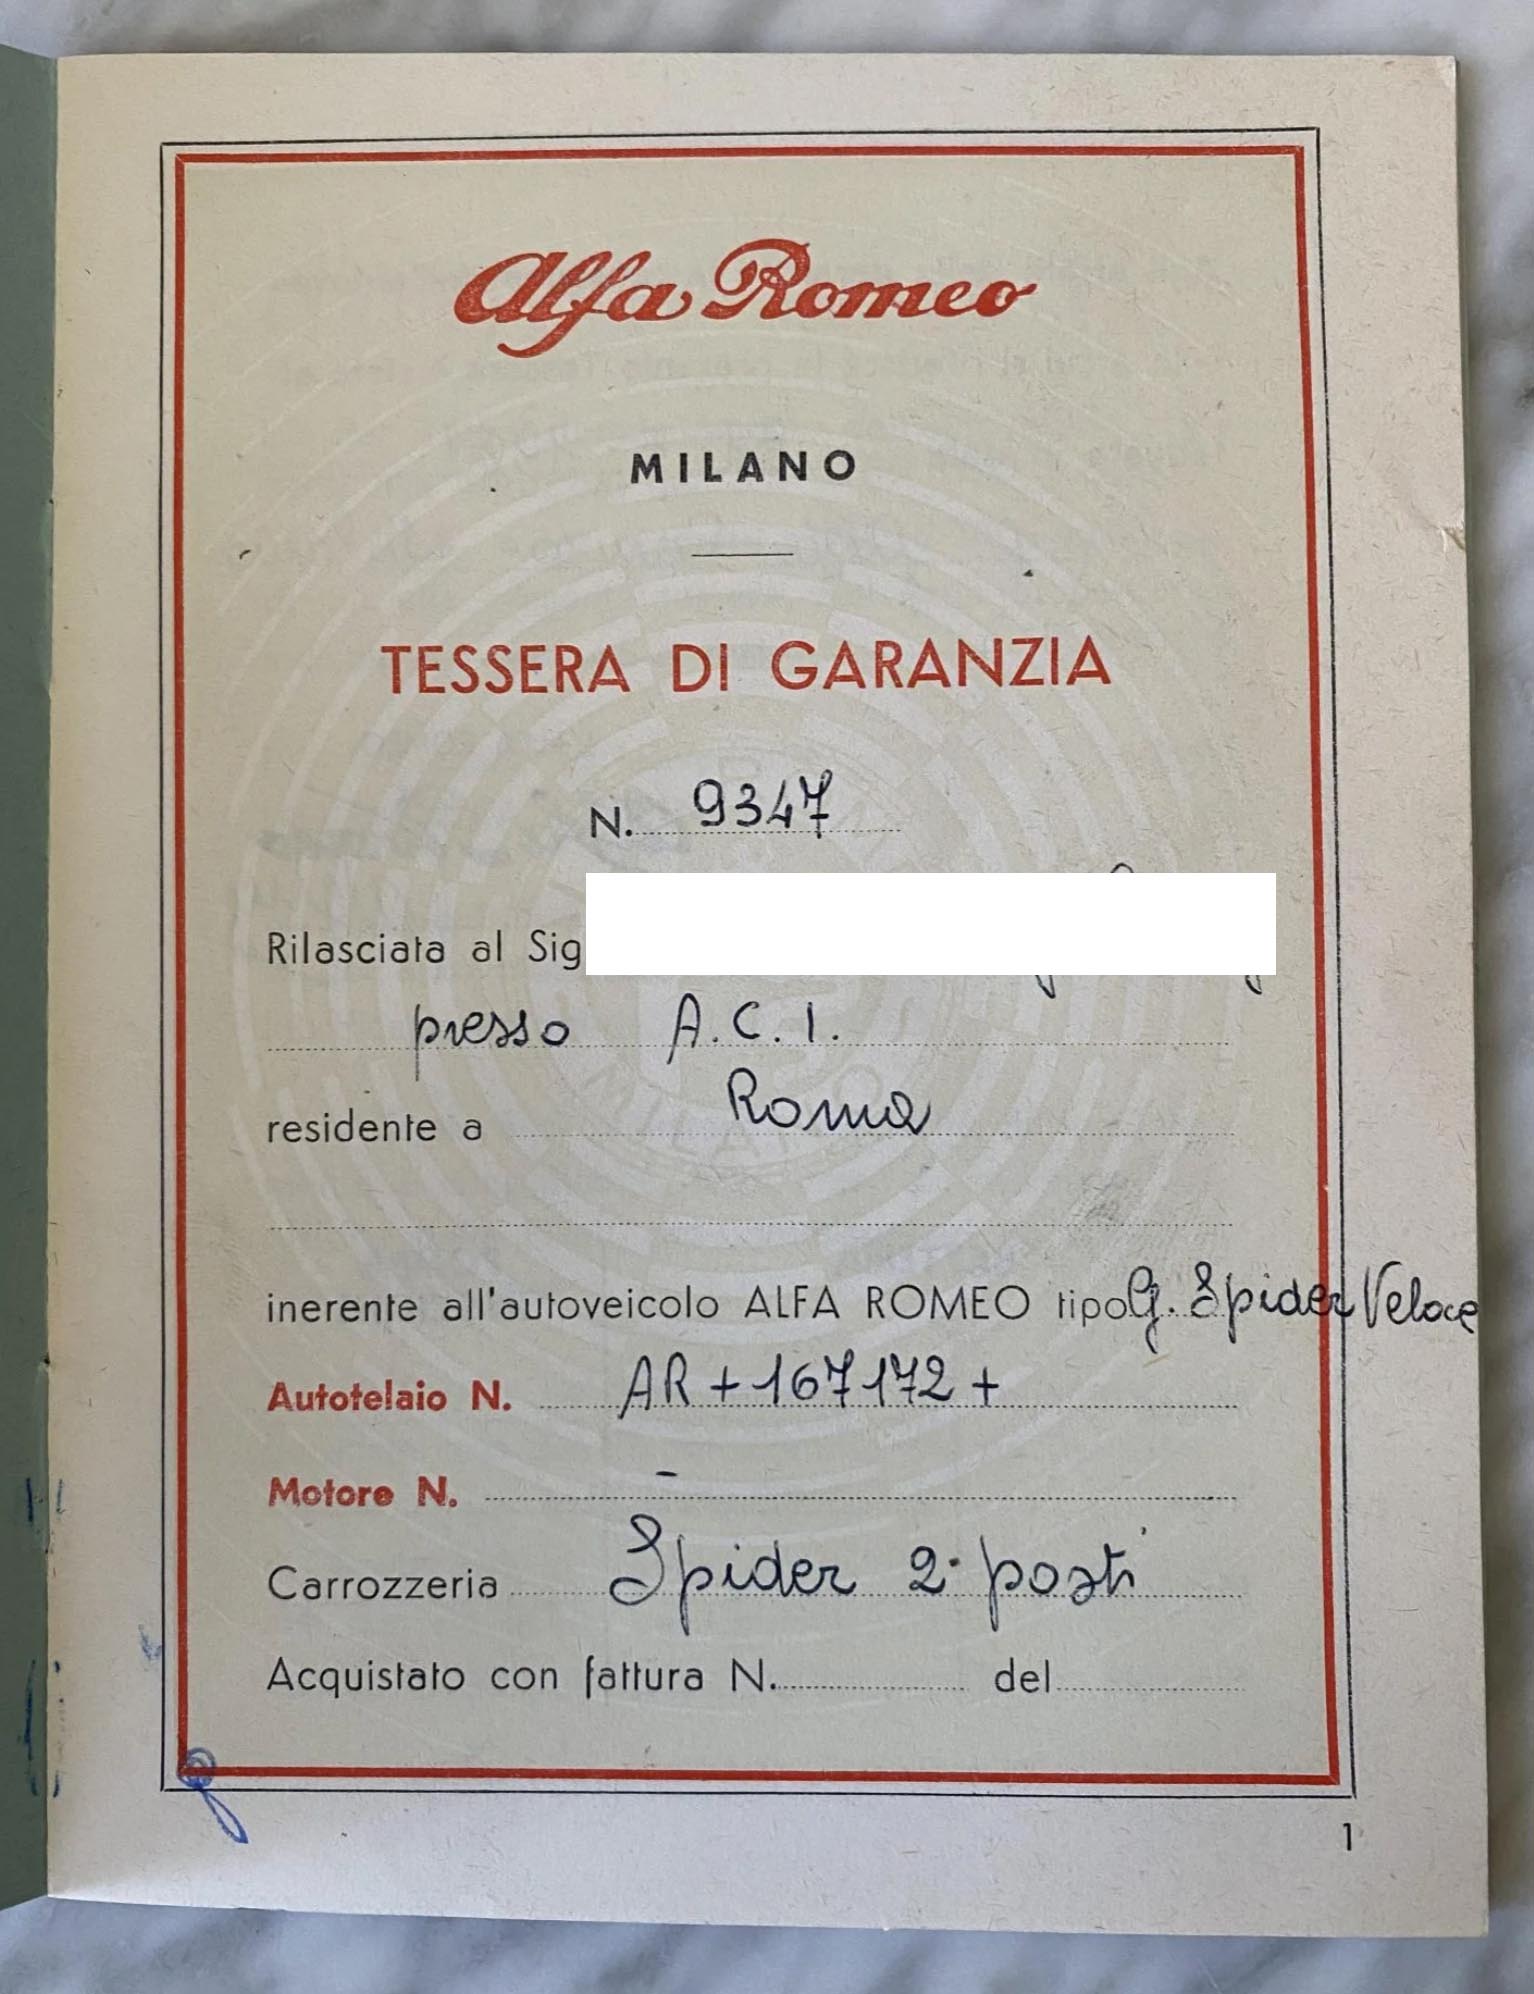 Alfa Romeo
MILANO
TESSERA DI GARANZIA
N. 9347
Rilasciata al Sig
presso A.C.I.
residente a Roma
inerente all'autoveicolo ALFA ROMEO tipo G. Spider Veloce
Autotelaio N. AR + 167172 +
Motore N. -
Carrozzeria Spider 2 posti
Acquistato con fattura N. del
1